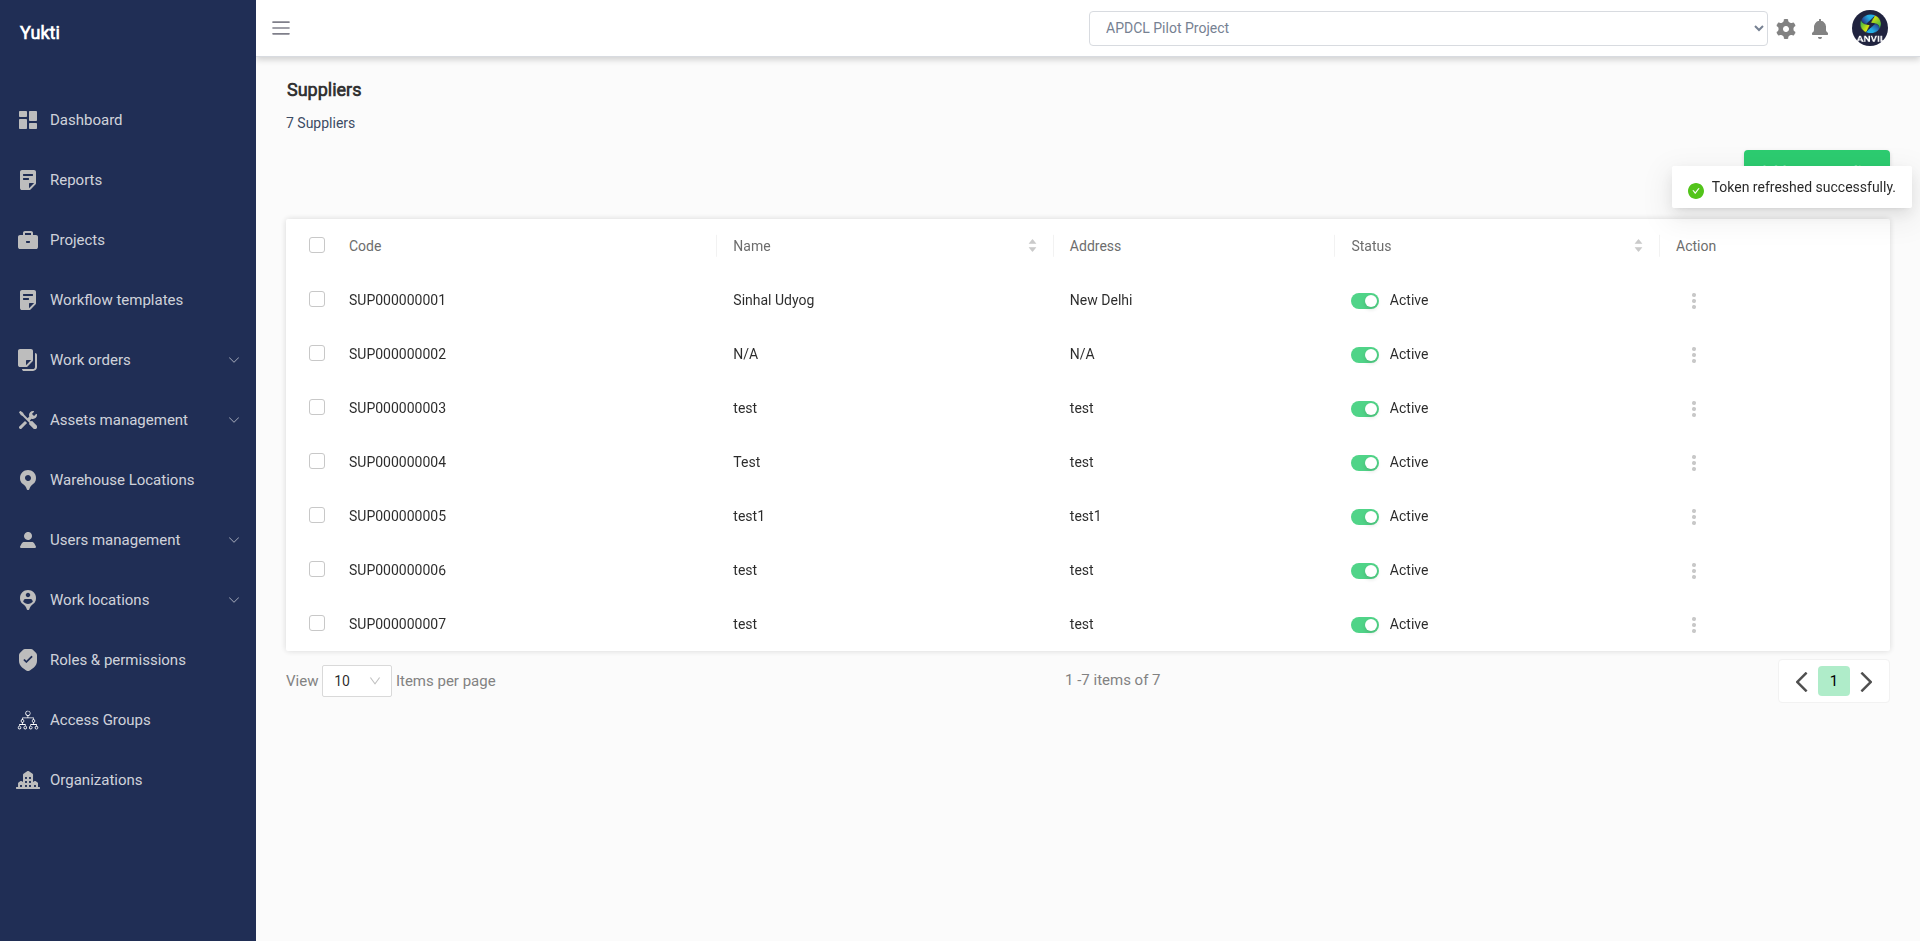 Yukti
APDCL Pilot Project
ANVIL
Dashboard
Reports
Projects
Workflow templates
Work orders
Assets management
Warehouse Locations
Users management
Work locations
Roles & permissions
Access Groups
Organizations
Suppliers
7 Suppliers
Token refreshed successfully.
Code Name Address Status Action
SUP000000001 Sinhal Udyog New Delhi Active
SUP000000002 N/A N/A Active
SUP000000003 test test Active
SUP000000004 Test test Active
SUP000000005 test1 test1 Active
SUP000000006 test test Active
SUP000000007 test test Active
View 10 Items per page 1 -7 items of 7 1